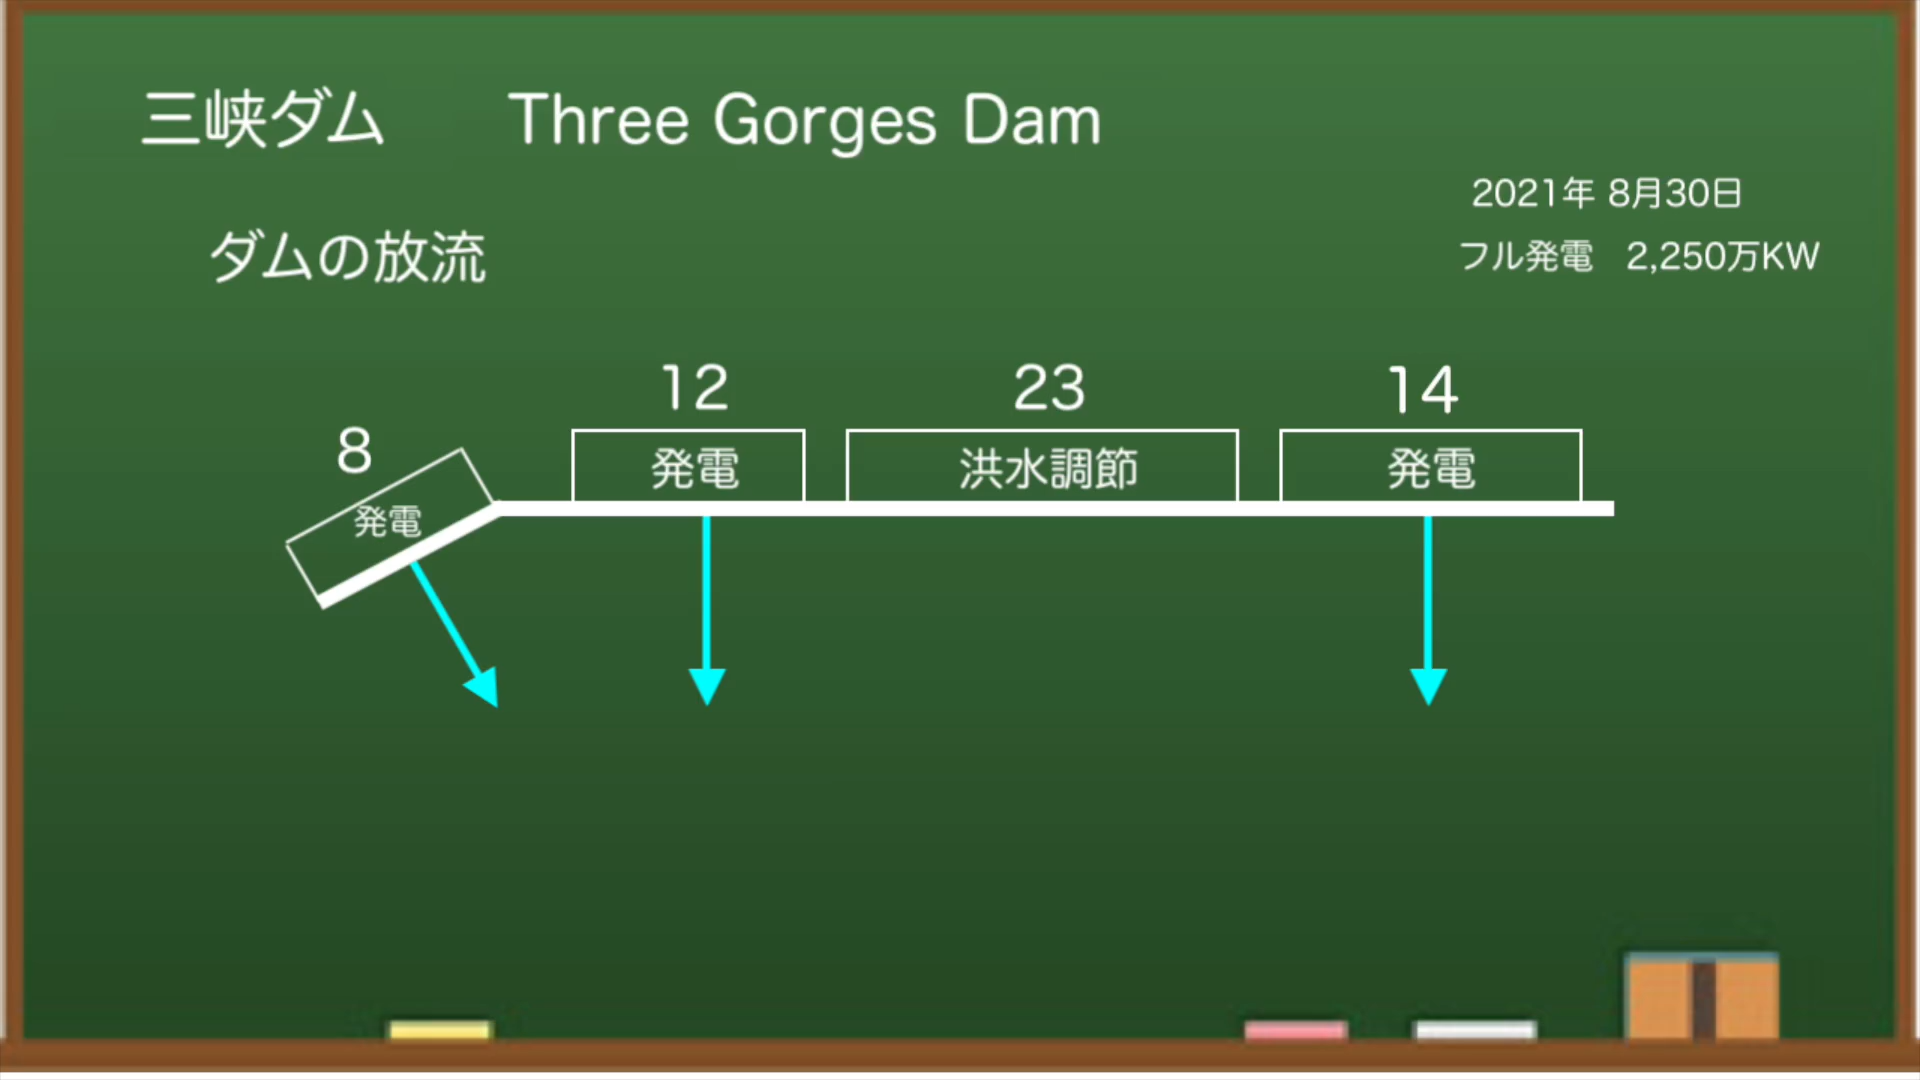 三峡ダム Three Gorges Dam
2021年 8月30日
ダムの放流
フル発電 2,250万KW
8
12
23
14
発電
発電
洪水調節
発電